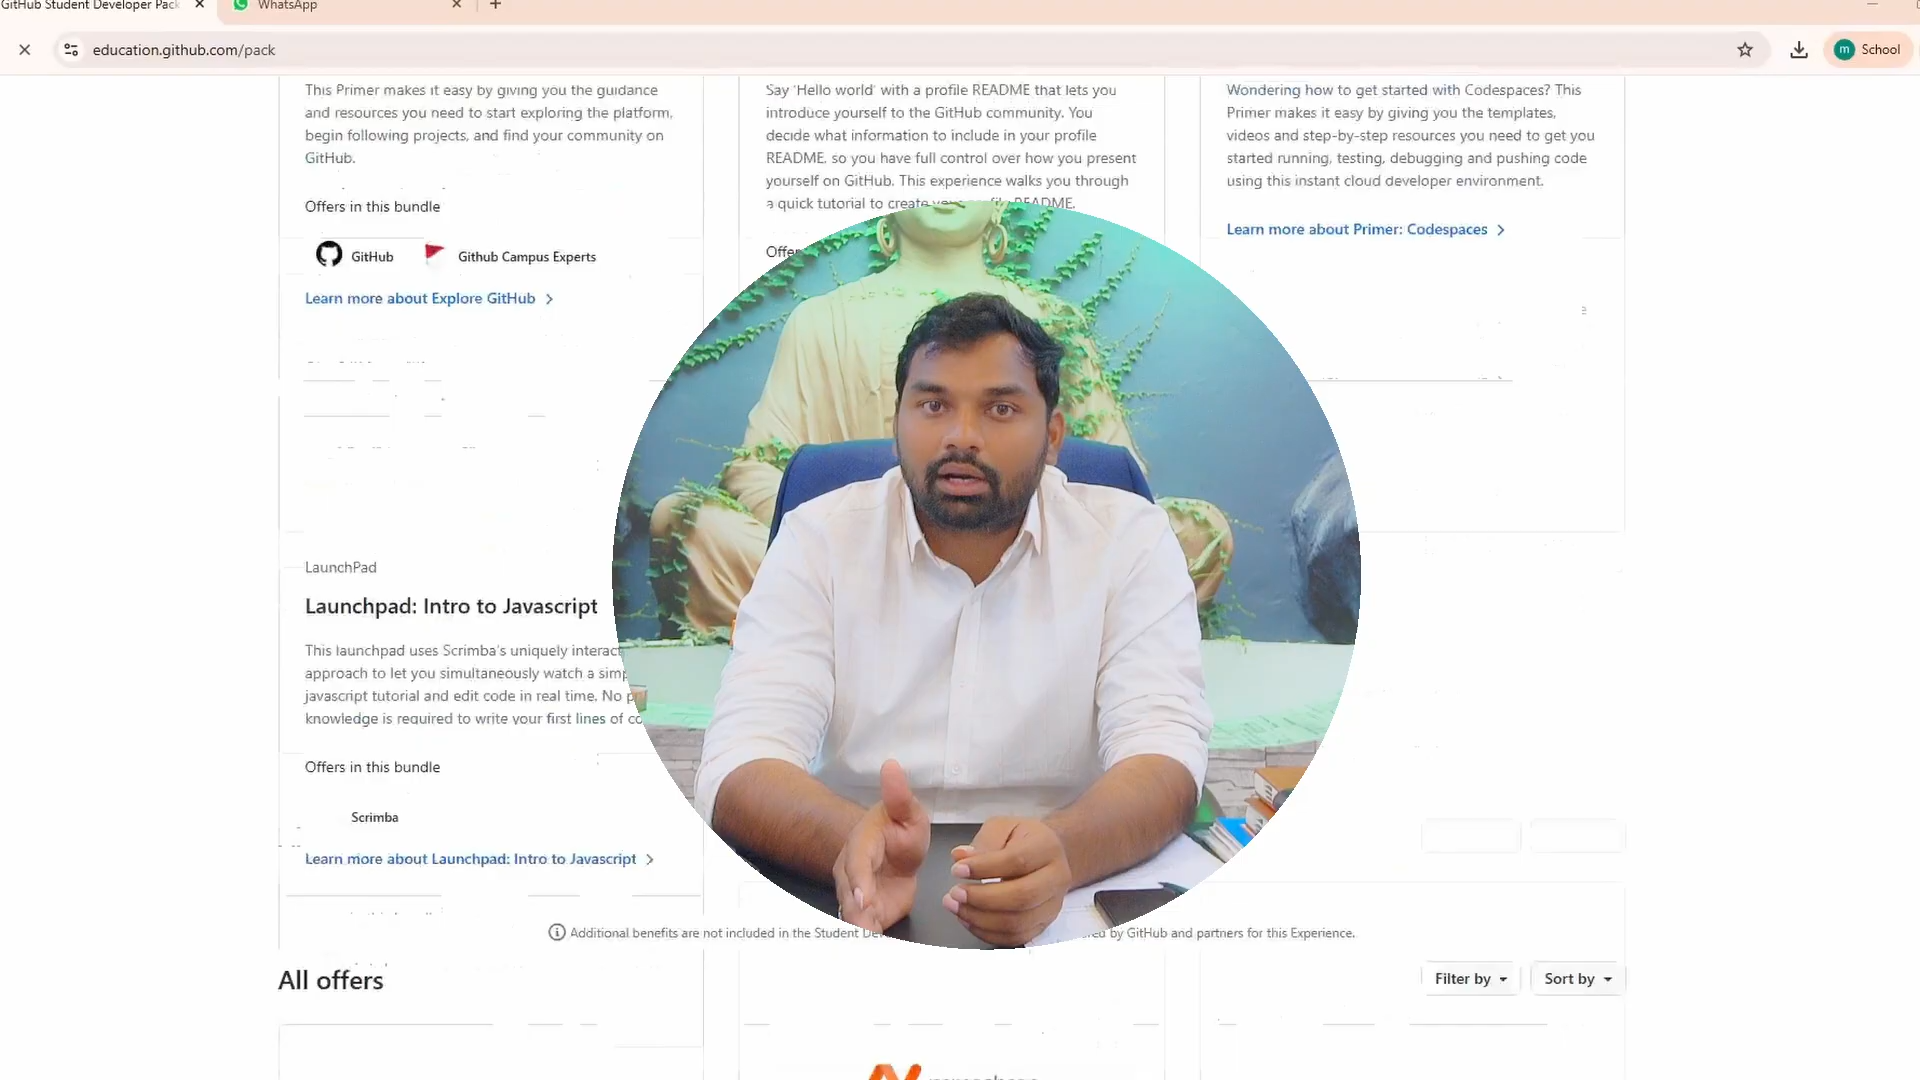 GitHub Student Developer Pack
WhatsApp
education.github.com/pack
m
School
This Primer makes it easy by giving you the guidance
and resources you need to start exploring the platform,
begin following projects, and find your community on
GitHub.
Offers in this bundle
GitHub
Github Campus Experts
Learn more about Explore GitHub
Say 'Hello world' with a profile README that lets you
introduce yourself to the GitHub community. You
decide what information to include in your profile
README, so you have full control over how you present
yourself on GitHub. This experience walks you through
a quick tutorial to create your profile README.
Wondering how to get started with Codespaces? This
Primer makes it easy by giving you the templates,
videos and step-by-step resources you need to get you
started running, testing, debugging and pushing code
using this instant cloud developer environment.
Learn more about Primer: Codespaces
LaunchPad
Launchpad: Intro to Javascript
This launchpad uses Scrimba's uniquely
approach to let you simultaneously watch a
javascript tutorial and edit code in real time. No
knowledge is required to write your first lines of
Offers in this bundle
Scrimba
Learn more about Launchpad: Intro to Javascript
Additional benefits are not included in the Student
by GitHub and partners for this Experience.
All offers
Filter by
Sort by